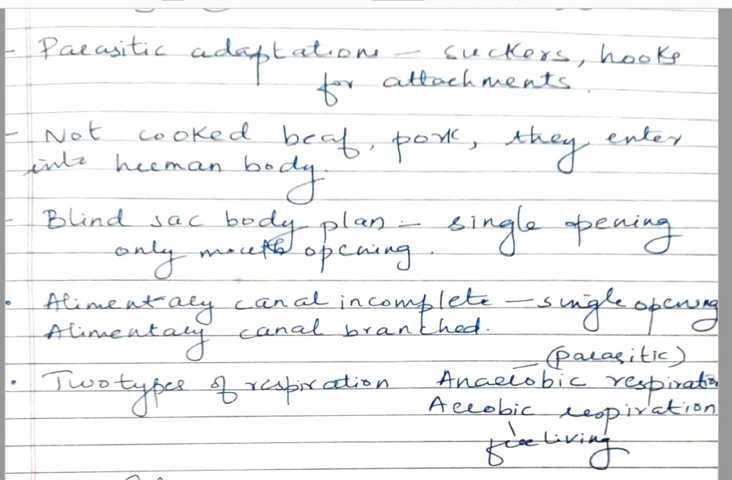 - Parasitic adaptations - suckers, hooks
for attachments
- Not cooked beaf, pork, they enter
into human body.
- Blind sac body plan - single opening
only mouth opening.
• Alimentary canal incomplete - single opening
Alimentary canal branched.
(parasitic)
• Two types of respiration Anaerobic respiration
Aerobic respiration
free living